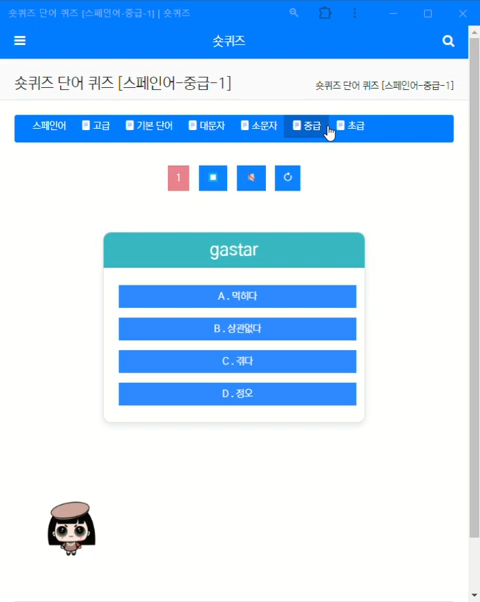 숏퀴즈 단어 퀴즈 [스페인어-중급-1] | 숏퀴즈
숏퀴즈
숏퀴즈 단어 퀴즈 [스페인어-중급-1]
숏퀴즈 단어 퀴즈 [스페인어-중급-1]
스페인어 고급 기본 단어 대문자 소문자 중급 초급
1
gastar
A.먹히다
B.상관없다
C.겪다
D.정오